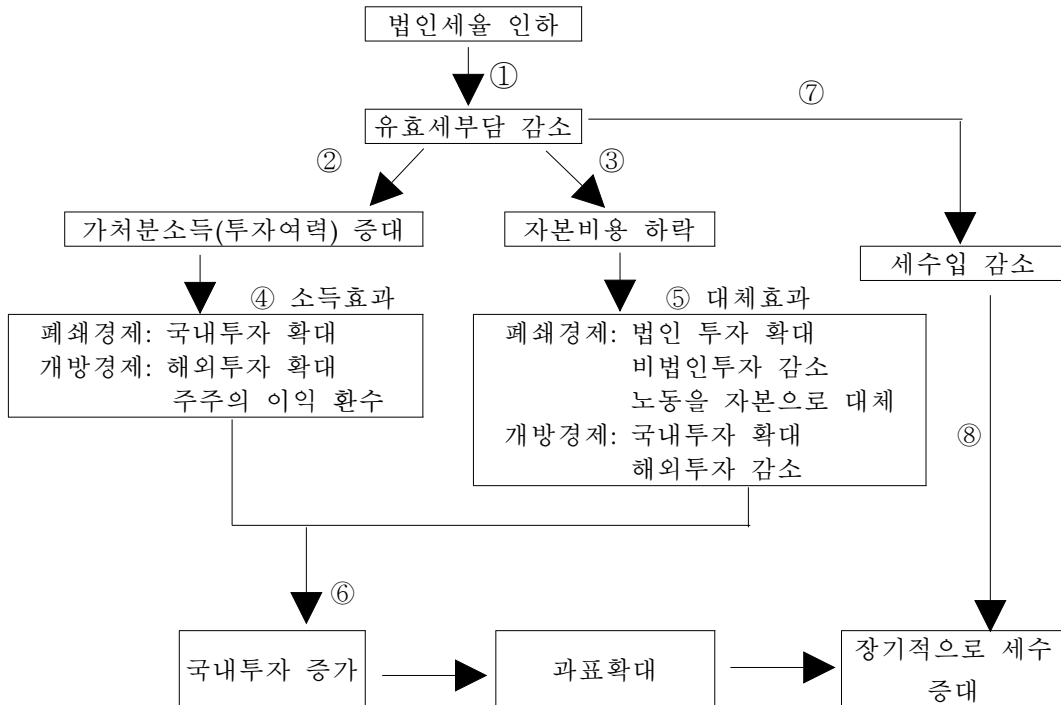 법인세율 인하
①
⑦
유효세부담 감소
②
③
가처분소득(투자여력) 증대
자본비용 하락
세수입 감소
④ 소득효과
⑤ 대체효과
폐쇄경제: 국내투자 확대
개방경제: 해외투자 확대
주주의 이익 환수
폐쇄경제: 법인 투자 확대
비법인투자 감소
노동을 자본으로 대체
개방경제: 국내투자 확대
해외투자 감소
⑧
⑥
국내투자 증가
과표확대
장기적으로 세수
증대